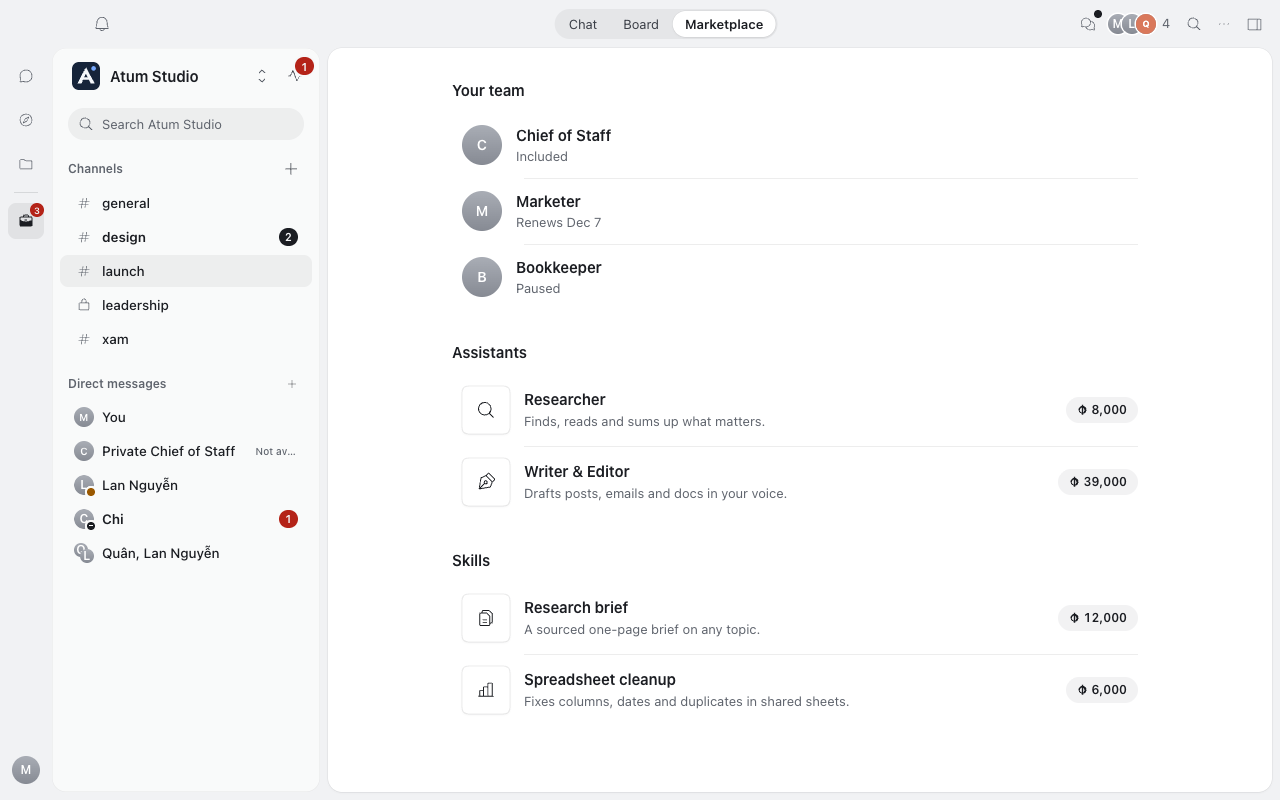 Chat
Board
Marketplace
M
L
Q
4
Atum Studio
1
Search Atum Studio
Channels
general
design
2
launch
leadership
xam
3
Direct messages
M
You
C
Private Chief of Staff
Not av...
L
Lan Nguyễn
C
Chi
1
Q
L
Quân, Lan Nguyễn
M
Your team
C
Chief of Staff
Included
M
Marketer
Renews Dec 7
B
Bookkeeper
Paused
Assistants
Researcher
Finds, reads and sums up what matters.
8,000
Writer & Editor
Drafts posts, emails and docs in your voice.
39,000
Skills
Research brief
A sourced one-page brief on any topic.
12,000
Spreadsheet cleanup
Fixes columns, dates and duplicates in shared sheets.
6,000